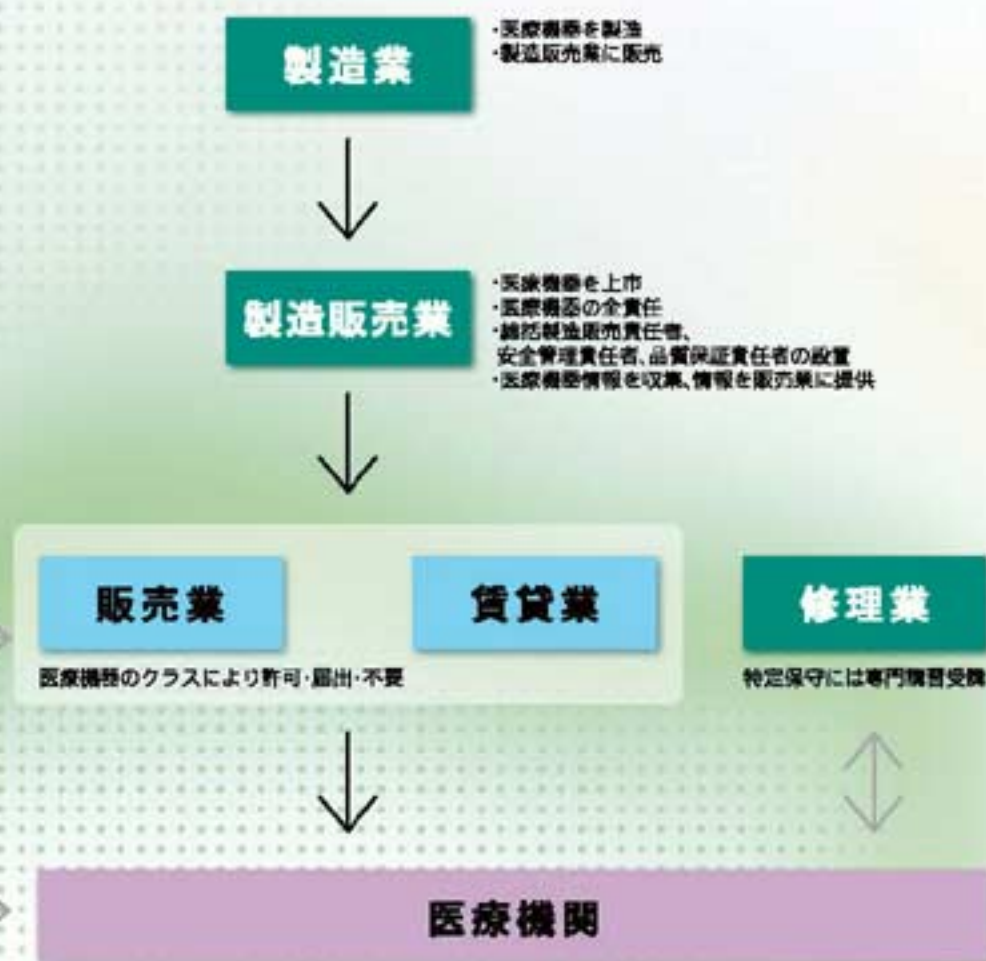 製造業
・医療機器を製造
・製造販売業に販売
製造販売業
・医療機器を上市
・医療機器の全責任
・総括製造販売責任者、
安全管理責任者、品質保証責任者の設置
・医療機器情報を収集、情報を販売業に提供
販売業
賃貸業
修理業
医療機器のクラスにより許可・届出・不要
特定保守には専門講習受講
医療機関